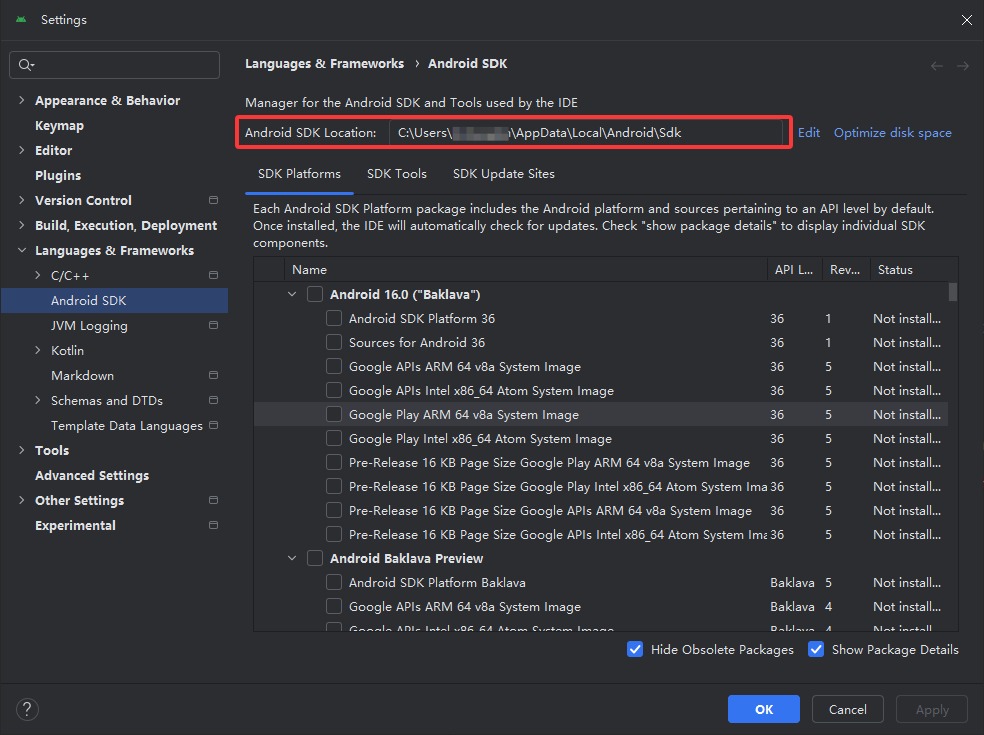 Settings
Languages & Frameworks › Android SDK
Manager for the Android SDK and Tools used by the IDE
Android SDK Location: C:\Users\ \AppData\Local\Android\Sdk Edit Optimize disk space
Appearance & Behavior
Keymap
Editor
Plugins
Version Control
Build, Execution, Deployment
Languages & Frameworks
C/C++
Android SDK
JVM Logging
Kotlin
Markdown
Schemas and DTDs
Template Data Languages
Tools
Advanced Settings
Other Settings
Experimental
SDK Platforms SDK Tools SDK Update Sites
Each Android SDK Platform package includes the Android platform and sources pertaining to an API level by default.
Once installed, the IDE will automatically check for updates. Check "show package details" to display individual SDK
components.
Name API L... Rev... Status
Android 16.0 ("Baklava")
Android SDK Platform 36 36 1 Not install...
Sources for Android 36 36 1 Not install...
Google APIs ARM 64 v8a System Image 36 5 Not install...
Google APIs Intel x86_64 Atom System Image 36 5 Not install...
Google Play ARM 64 v8a System Image 36 5 Not install...
Google Play Intel x86_64 Atom System Image 36 5 Not install...
Pre-Release 16 KB Page Size Google Play ARM 64 v8a System Image 36 5 Not install...
Pre-Release 16 KB Page Size Google Play Intel x86_64 Atom System Ima 36 5 Not install...
Pre-Release 16 KB Page Size Google APIs ARM 64 v8a System Image 36 5 Not install...
Pre-Release 16 KB Page Size Google APIs Intel x86_64 Atom System Ima 36 5 Not install...
Android Baklava Preview
Android SDK Platform Baklava Baklava 5 Not install...
Google APIs ARM 64 v8a System Image Baklava 4 Not install...
Google APIs Intel x86_64 Atom System Image Baklava 4 Not install...
Hide Obsolete Packages Show Package Details
? OK Cancel Apply